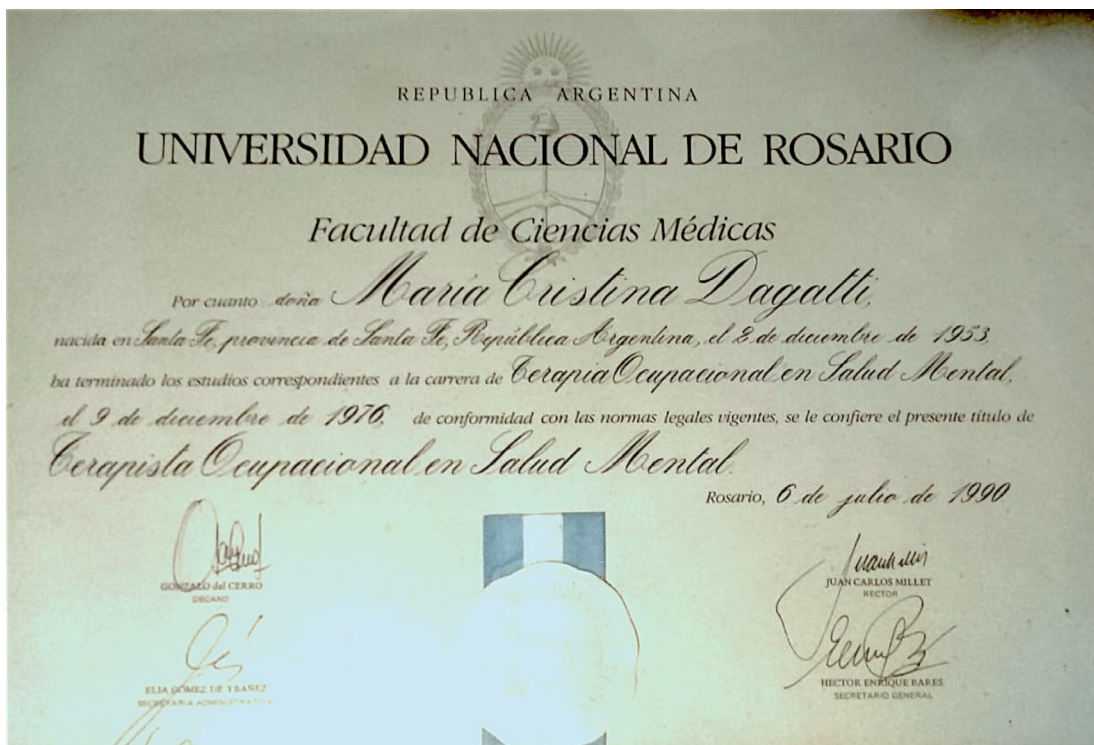 REPUBLICA ARGENTINA
UNIVERSIDAD NACIONAL DE ROSARIO
Facultad de Ciencias Médicas
Por cuanto doña María Cristina Dagatti,
nacida en Santa Fe, provincia de Santa Fe, República Argentina, el 2 de diciembre de 1953,
ha terminado los estudios correspondientes a la carrera de Terapia Ocupacional en Salud Mental,
el 9 de diciembre de 1976, de conformidad con las normas legales vigentes, se le confiere el presente título de
Terapista Ocupacional en Salud Mental.
Rosario, 6 de julio de 1990
GONZALO del CERRO
DECANO
JUAN CARLOS MILLET
RECTOR
ELIA GOMEZ DE YBAÑEZ
SECRETARIA ADMINISTRATIVA
HECTOR ENRIQUE BARES
SECRETARIO GENERAL